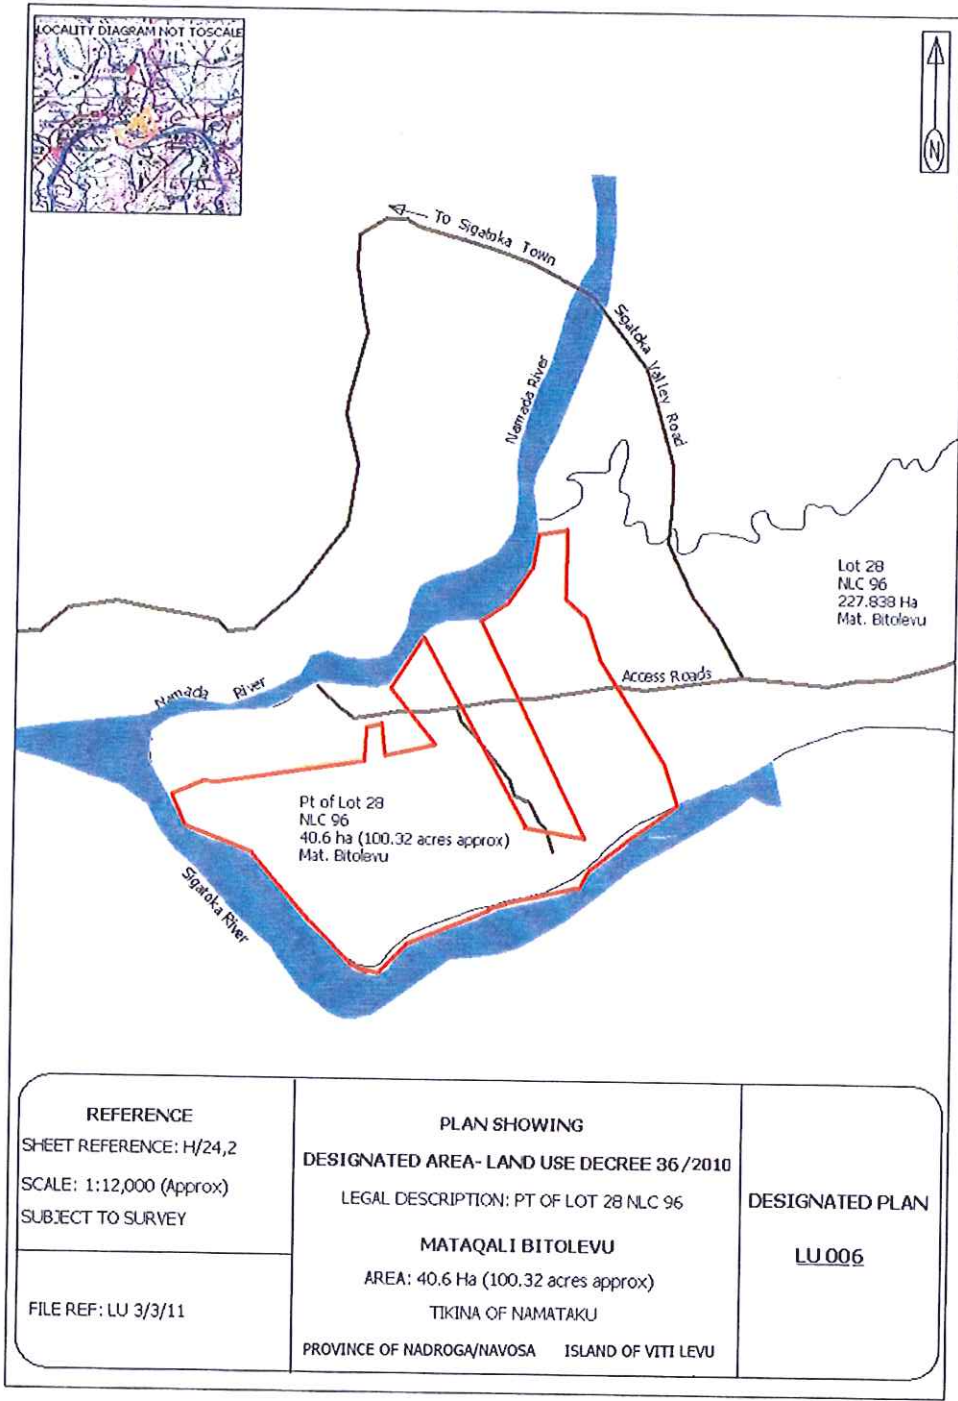 LOCALITY DIAGRAM NOT TOSCALE
N
To Sigatoka Town
Sigatoka Valley Road
Namada River
Lot 28
NLC 96
227.838 Ha
Mat. Bitolevu
Access Roads
Namada River
Pt of Lot 28
NLC 96
40.6 ha (100.32 acres approx)
Mat. Bitolevu
Sigatoka River
REFERENCE
SHEET REFERENCE: H/24,2
SCALE: 1:12,000 (Approx)
SUBJECT TO SURVEY
FILE REF: LU 3/3/11
PLAN SHOWING
DESIGNATED AREA- LAND USE DECREE 36/2010
LEGAL DESCRIPTION: PT OF LOT 28 NLC 96
MATAQALI BITOLEVU
AREA: 40.6 Ha (100.32 acres approx)
TIKINA OF NAMATAKU
PROVINCE OF NADROGA/NAVOSA ISLAND OF VITI LEVU
DESIGNATED PLAN
LU 006